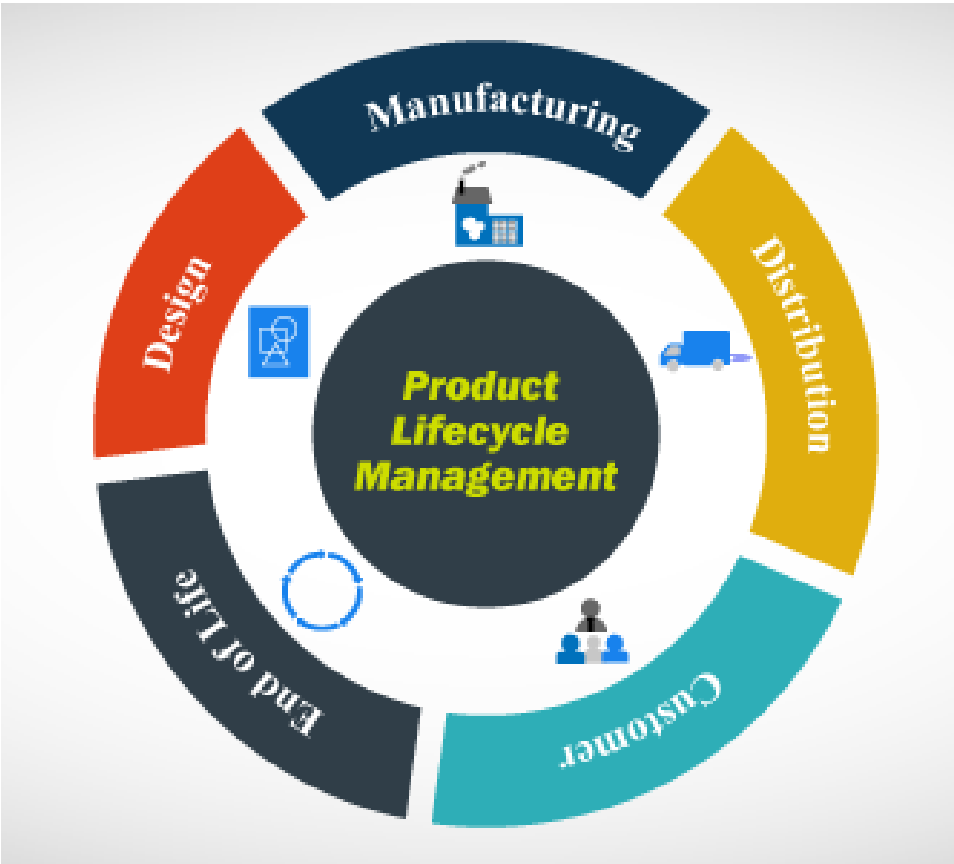 Manufacturing
Distribution
Customer
End of Life
Design
Product
Lifecycle
Management